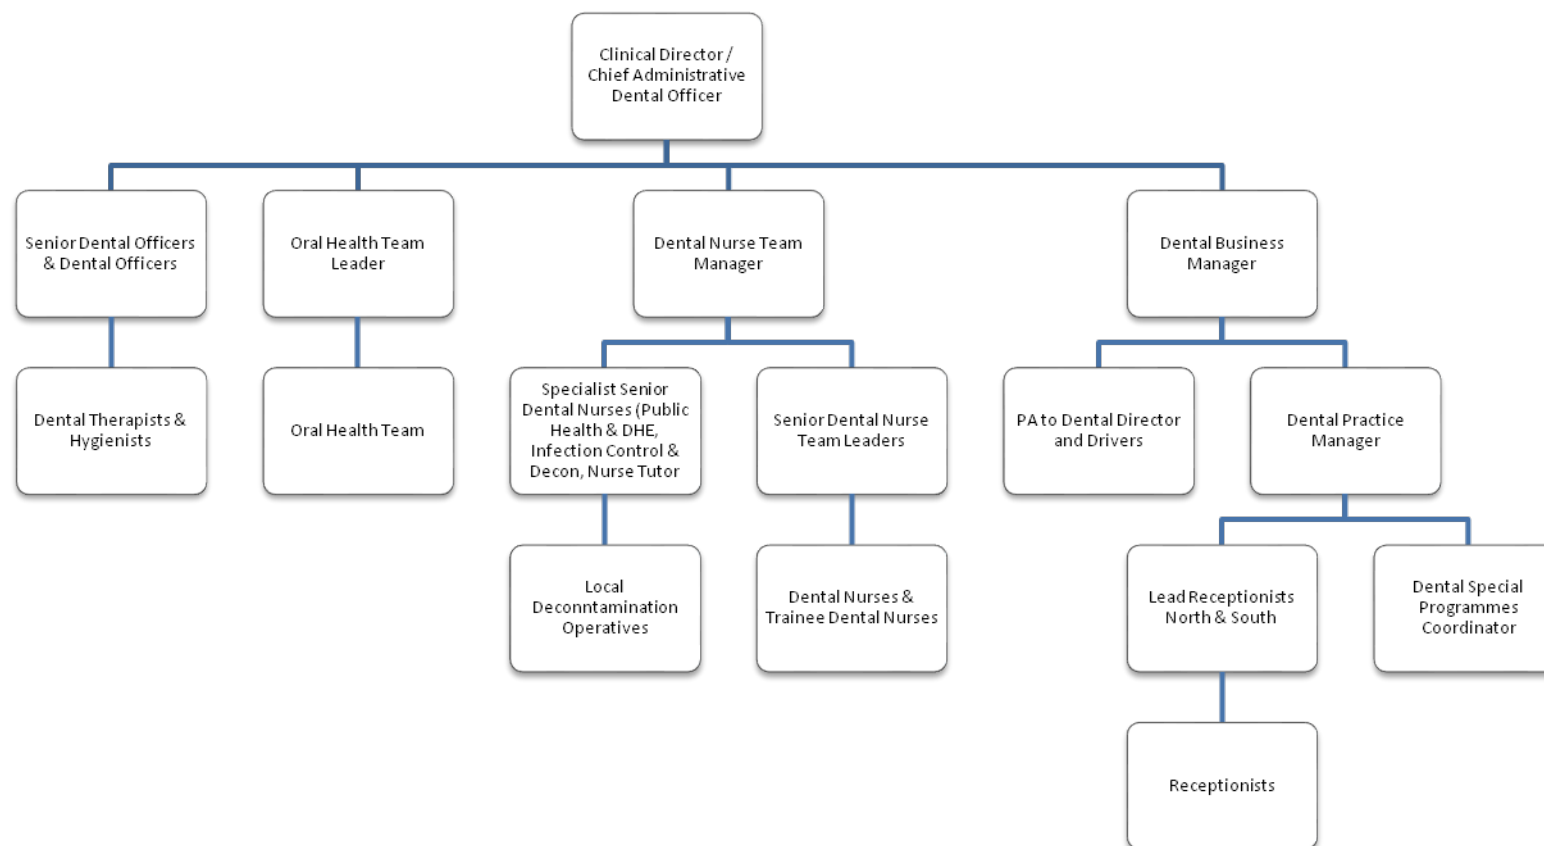 Clinical Director /
Chief Administrative
Dental Officer
Senior Dental Officers
& Dental Officers
Oral Health Team
Leader
Dental Nurse Team
Manager
Dental Business
Manager
Dental Therapists &
Hygienists
Oral Health Team
Specialist Senior
Dental Nurses (Public
Health & DHE,
Infection Control &
Decon, Nurse Tutor
Senior Dental Nurse
Team Leaders
PA to Dental Director
and Drivers
Dental Practice
Manager
Local
Deconntamination
Operatives
Dental Nurses &
Trainee Dental Nurses
Lead Receptionists
North & South
Dental Special
Programmes
Coordinator
Receptionists